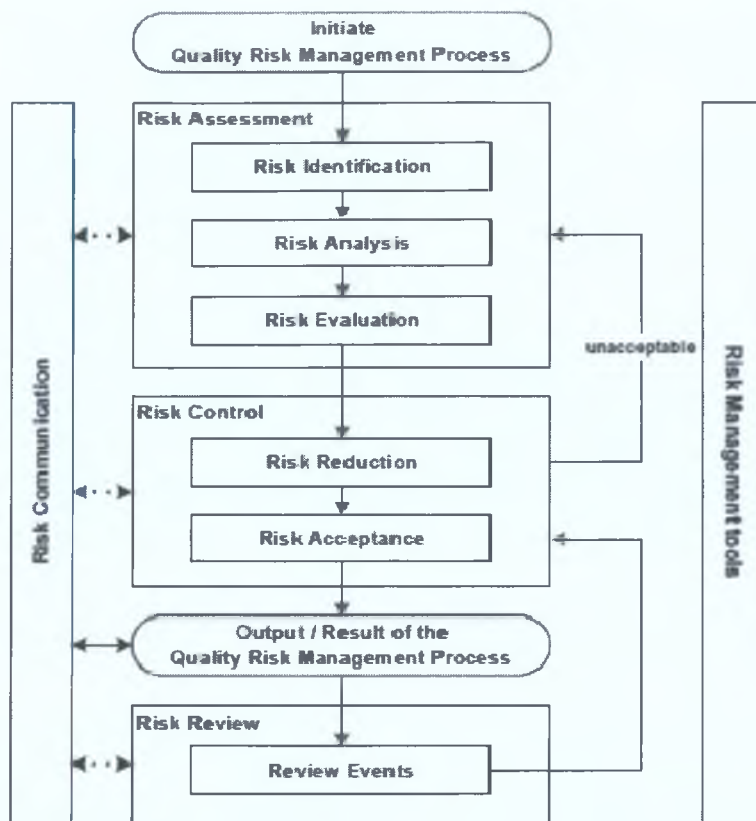 Initiate
Quality Risk Management Process
Risk Assessment
Risk Identification
Risk Analysis
Risk Evaluation
unacceptable
Risk Communication
Risk Management tools
Risk Control
Risk Reduction
Risk Acceptance
Output / Result of the
Quality Risk Management Process
Risk Review
Review Events